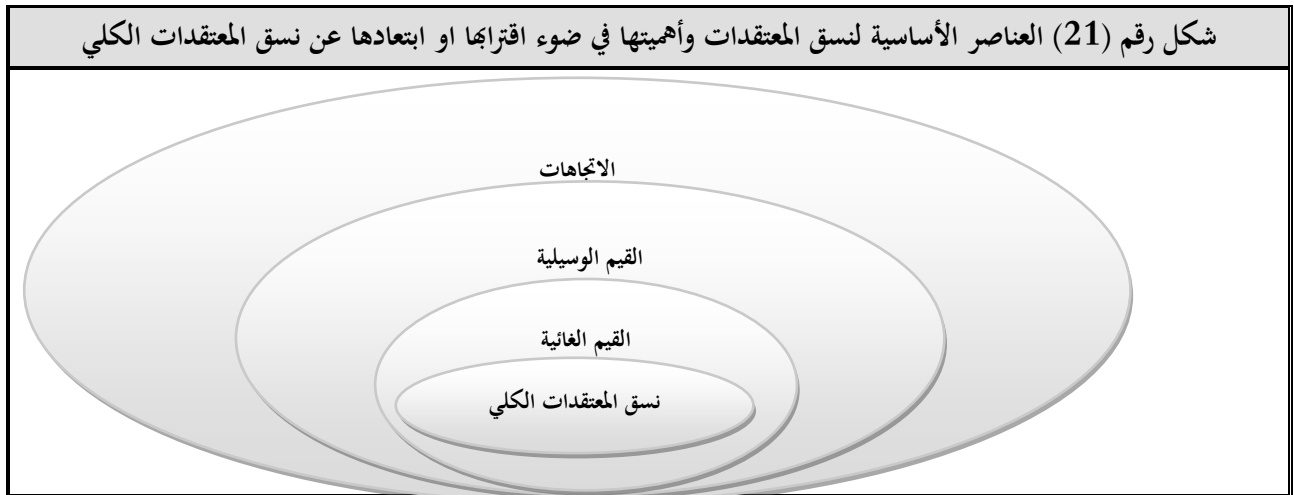 شكل رقم (21) العناصر الأساسية لنسق المعتقدات وأهميتها في ضوء اقترابها او ابتعادها عن نسق المعتقدات الكلي
الاتجاهات
القيم الوسيلية
القيم الغائية
نسق المعتقدات الكلي